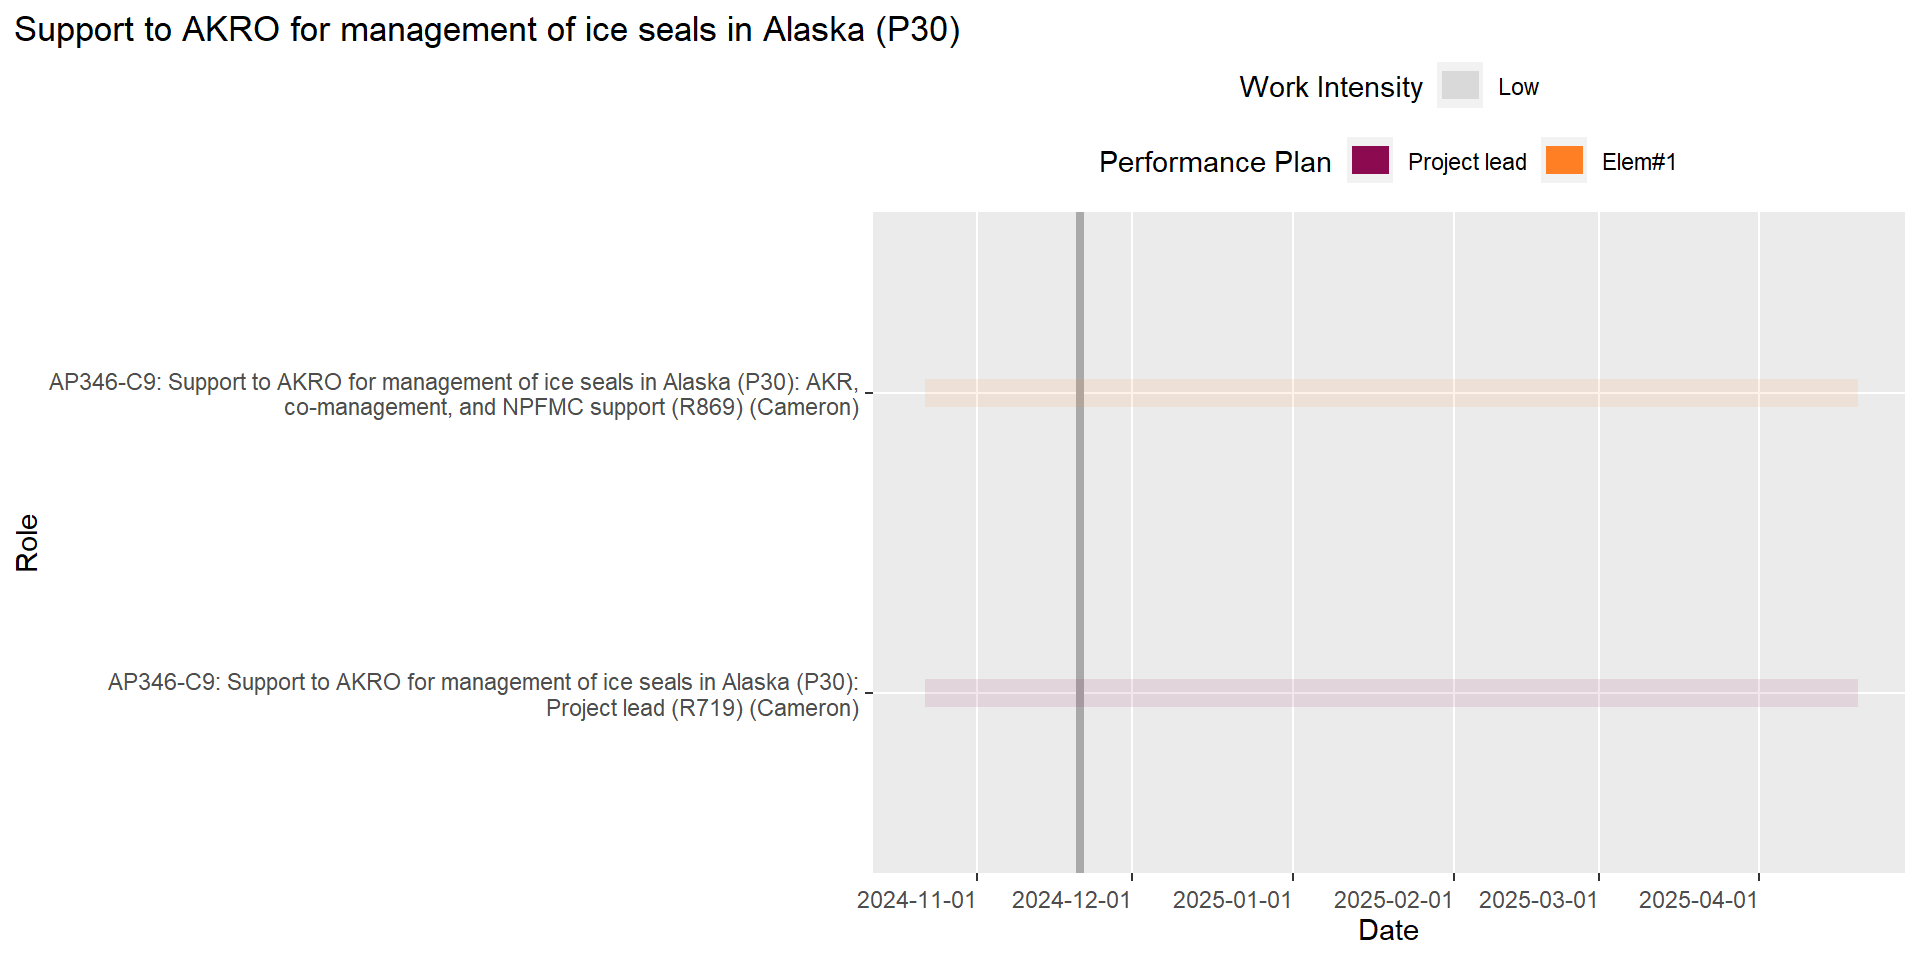 Support to AKRO for management of ice seals in Alaska (P30)
Work Intensity Low
Performance Plan Project lead Elem#1
AP346-C9: Support to AKRO for management of ice seals in Alaska (P30): AKR,
co-management, and NPFMC support (R869) (Cameron)
Role
AP346-C9: Support to AKRO for management of ice seals in Alaska (P30):
Project lead (R719) (Cameron)
2024-11-01 2024-12-01 2025-01-01 2025-02-01 2025-03-01 2025-04-01
Date